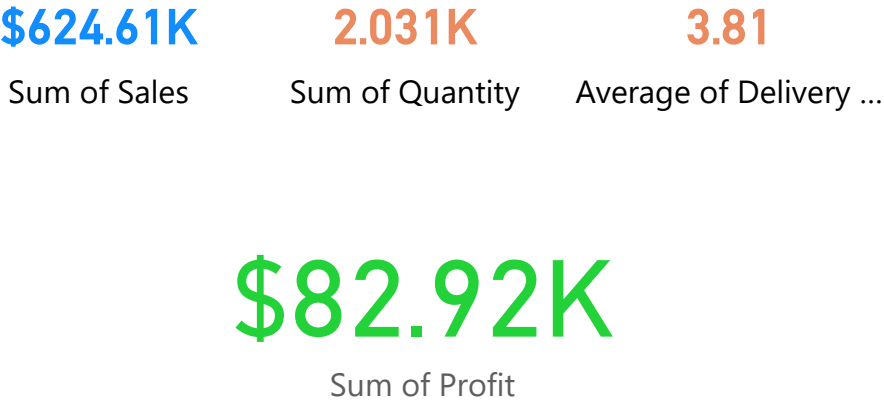 $624.61K 2.031K 3.81
Sum of Sales Sum of Quantity Average of Delivery ...
$82.92K
Sum of Profit